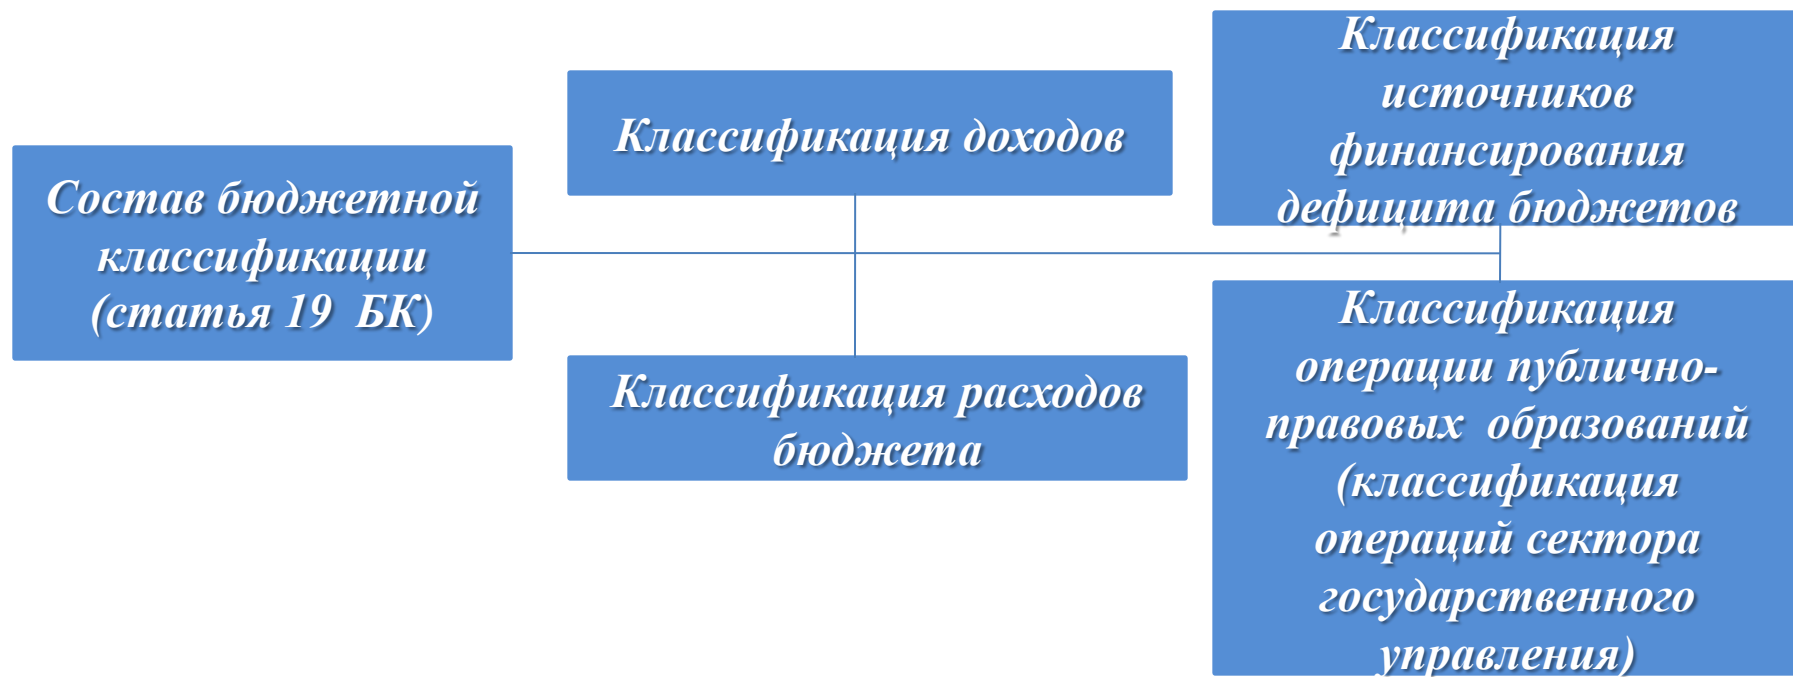 Состав бюджетной
классификации
(статья 19 БК)
Классификация доходов
Классификация расходов
бюджета
Классификация
источников
финансирования
дефицита бюджетов
Классификация
операции публично-
правовых образований
(классификация
операций сектора
государственного
управления)